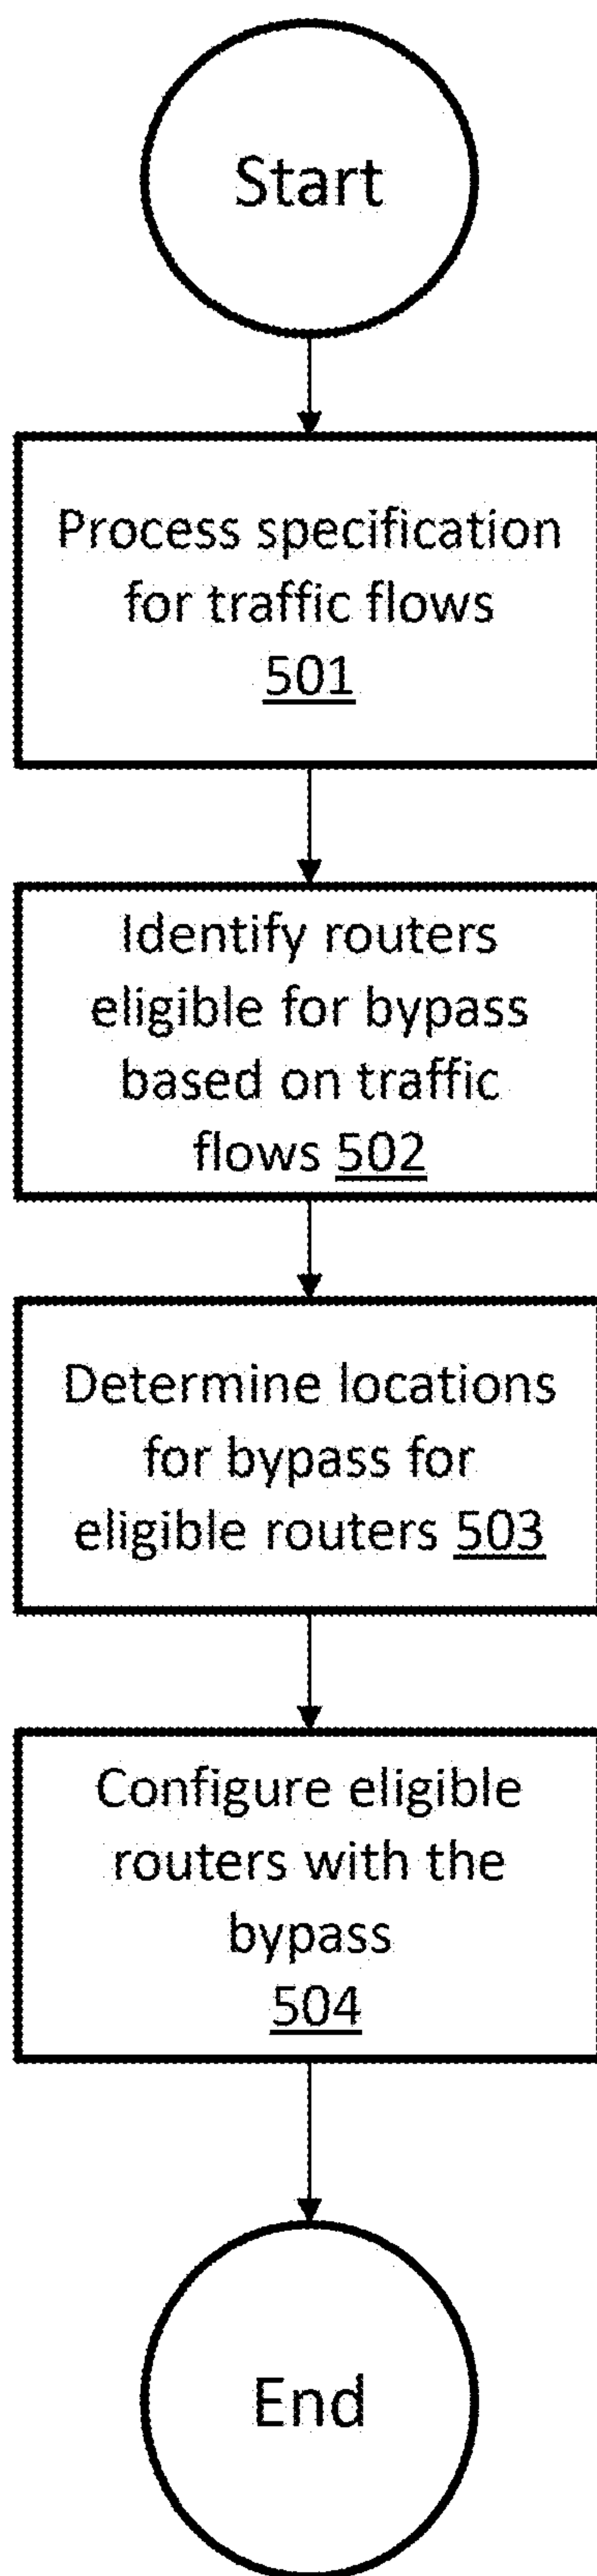 Start
Process specification
for traffic flows
501
Identify routers
eligible for bypass
based on traffic
flows 502
Determine locations
for bypass for
eligible routers 503
Configure eligible
routers with the
bypass
504
End